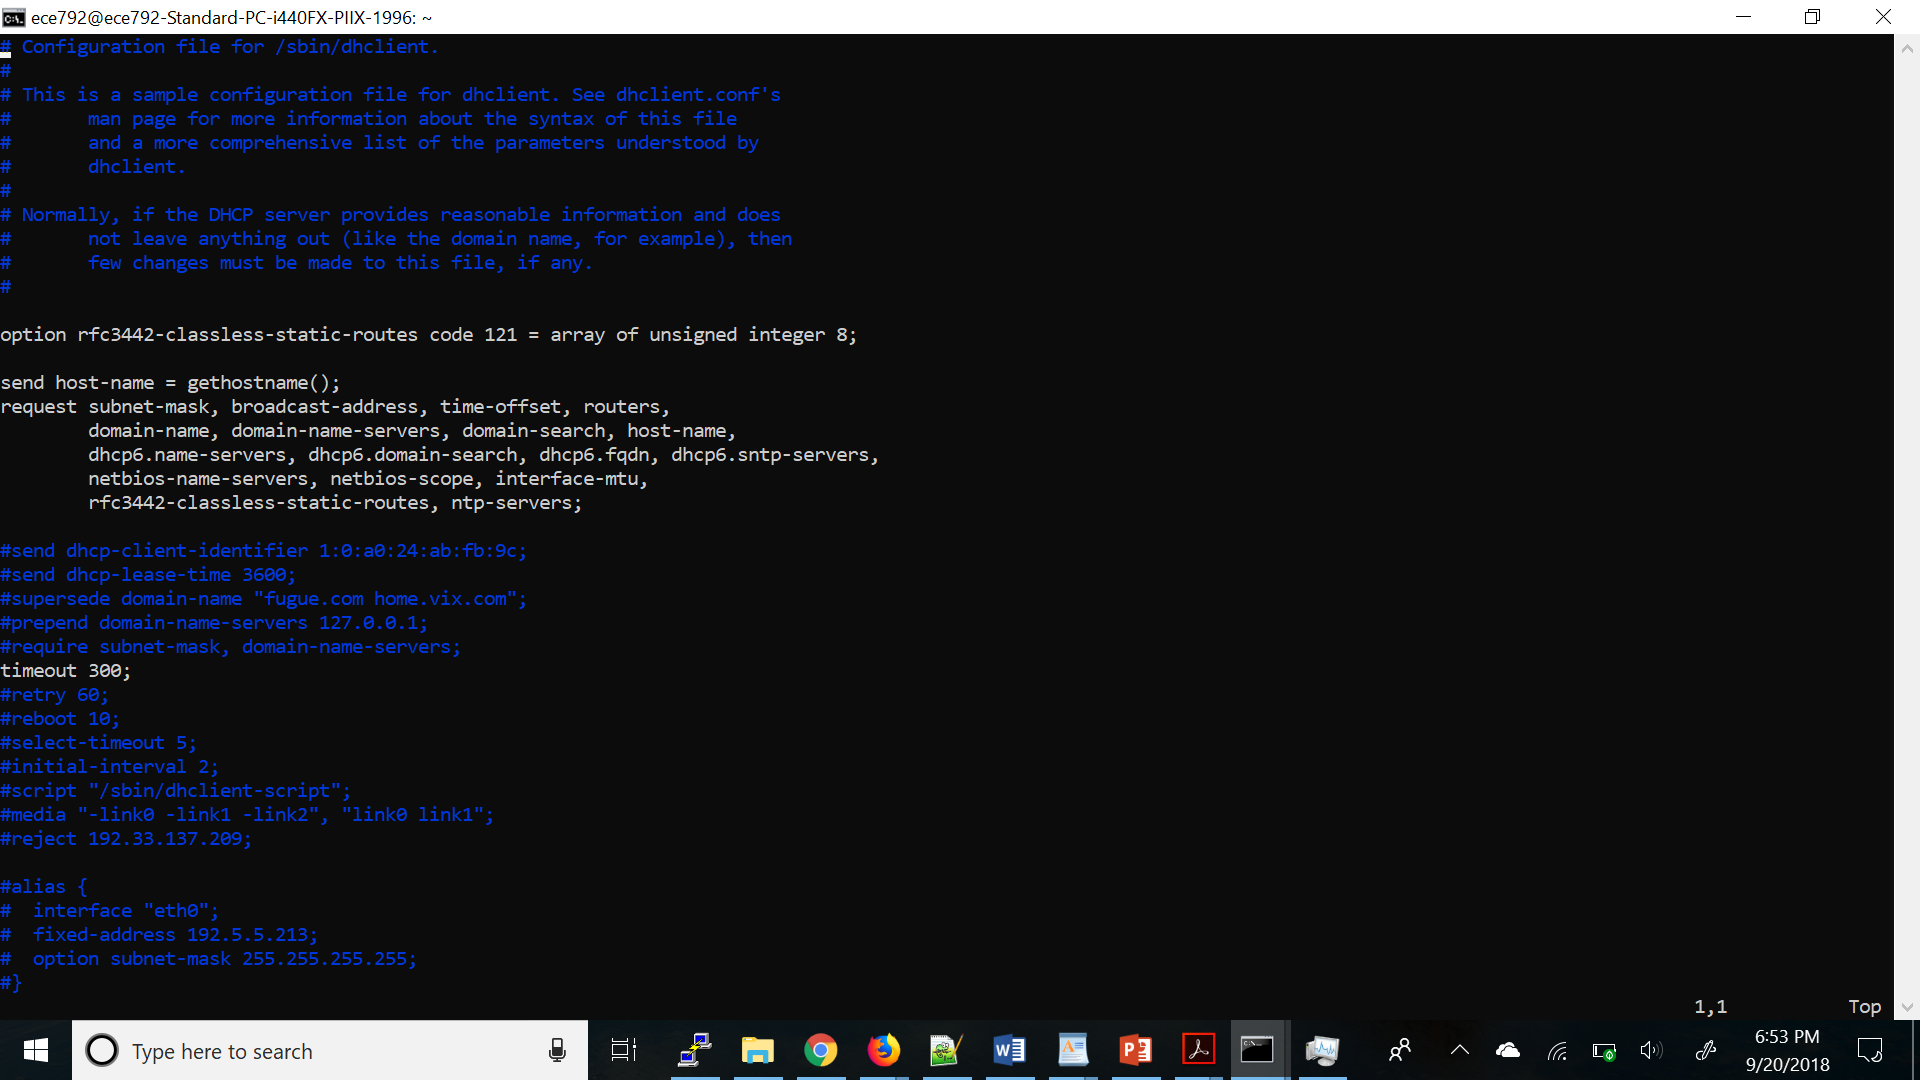 ece792@ece792-Standard-PC-i440FX-PIIX-1996: ~
# Configuration file for /sbin/dhclient.
#
# This is a sample configuration file for dhclient. See dhclient.conf's
#       man page for more information about the syntax of this file
#       and a more comprehensive list of the parameters understood by
#       dhclient.
#
# Normally, if the DHCP server provides reasonable information and does
#       not leave anything out (like the domain name, for example), then
#       few changes must be made to this file, if any.
#
option rfc3442-classless-static-routes code 121 = array of unsigned integer 8;
send host-name = gethostname();
request subnet-mask, broadcast-address, time-offset, routers,
        domain-name, domain-name-servers, domain-search, host-name,
        dhcp6.name-servers, dhcp6.domain-search, dhcp6.fqdn, dhcp6.sntp-servers,
        netbios-name-servers, netbios-scope, interface-mtu,
        rfc3442-classless-static-routes, ntp-servers;
#send dhcp-client-identifier 1:0:a0:24:ab:fb:9c;
#send dhcp-lease-time 3600;
#supersede domain-name "fugue.com home.vix.com";
#prepend domain-name-servers 127.0.0.1;
#require subnet-mask, domain-name-servers;
timeout 300;
#retry 60;
#reboot 10;
#select-timeout 5;
#initial-interval 2;
#script "/sbin/dhclient-script";
#media "-link0 -link1 -link2", "link0 link1";
#reject 192.33.137.209;
#alias {
#  interface "eth0";
#  fixed-address 192.5.5.213;
#  option subnet-mask 255.255.255.255;
#}
1,1 Top
Type here to search
6:53 PM
9/20/2018